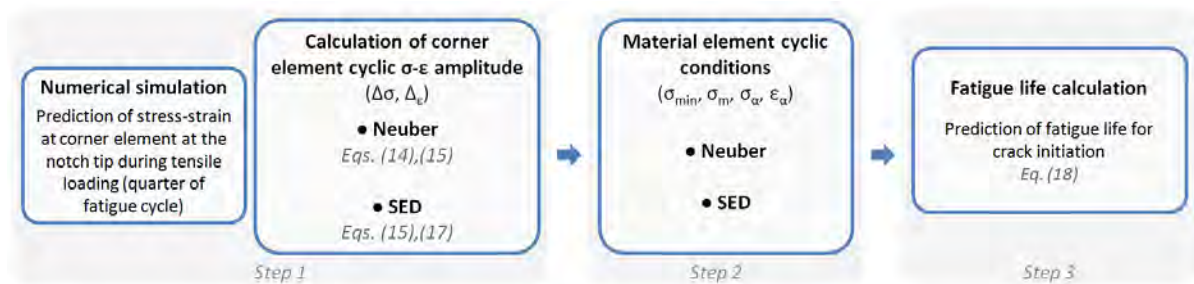 Numerical simulation
Prediction of stress-strain
at corner element at the
notch tip during tensile
loading (quarter of
fatigue cycle)
Calculation of corner
element cyclic σ-ε amplitude
(Δσ, Δε)
● Neuber
Eqs. (14),(15)
● SED
Eqs. (15),(17)
Step 1
Material element cyclic
conditions
(σmin, σm, σα, εα)
● Neuber
● SED
Step 2
Fatigue life calculation
Prediction of fatigue life for
crack initiation
Eq. (18)
Step 3